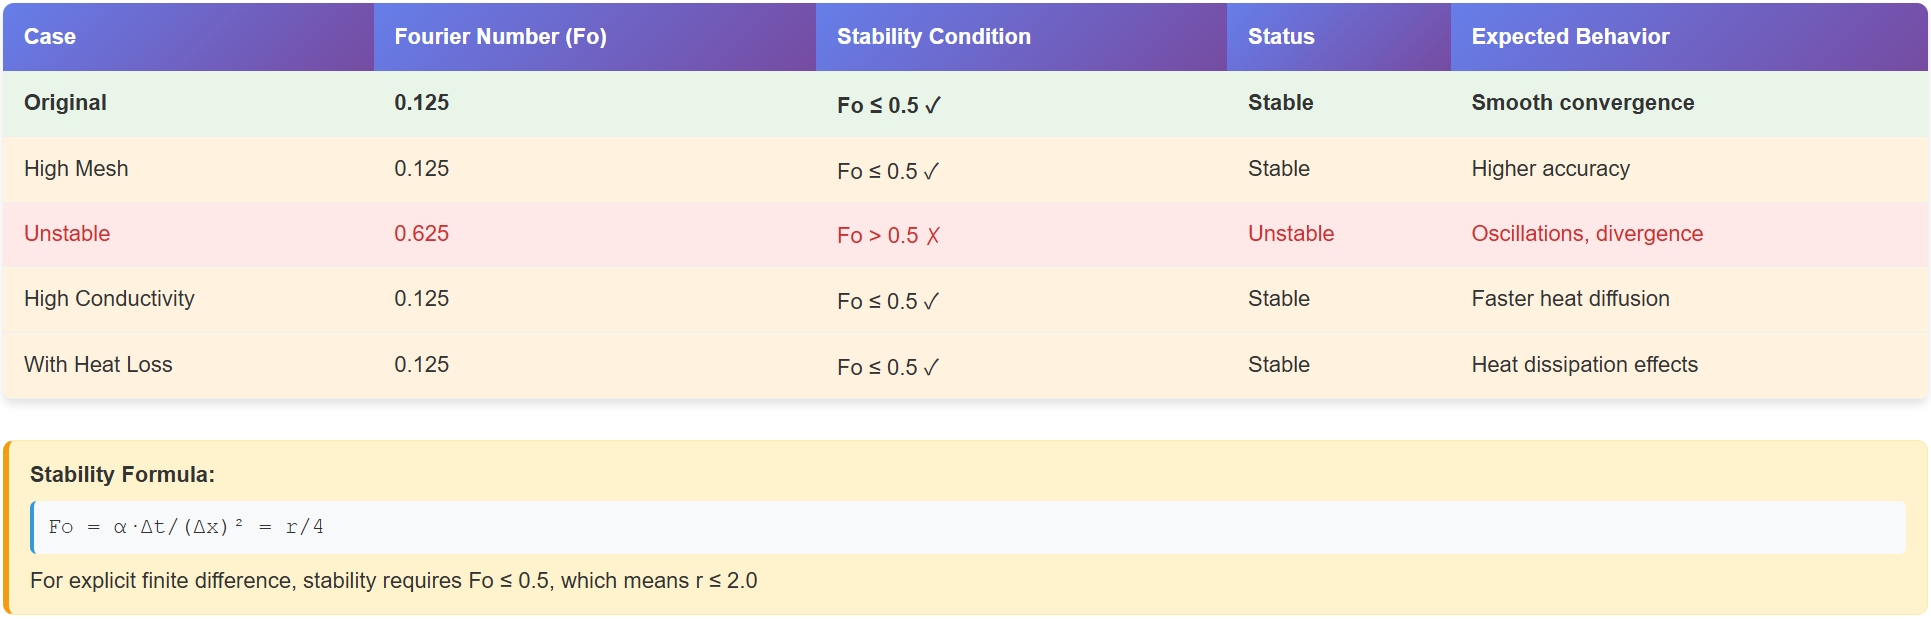 Case Fourier Number (Fo) Stability Condition Status Expected Behavior
Original 0.125 Fo ≤ 0.5 ✓ Stable Smooth convergence
High Mesh 0.125 Fo ≤ 0.5 ✓ Stable Higher accuracy
Unstable 0.625 Fo > 0.5 ✗ Unstable Oscillations, divergence
High Conductivity 0.125 Fo ≤ 0.5 ✓ Stable Faster heat diffusion
With Heat Loss 0.125 Fo ≤ 0.5 ✓ Stable Heat dissipation effects
Stability Formula:
Fo = α·Δt/(Δx)² = r/4
For explicit finite difference, stability requires Fo ≤ 0.5, which means r ≤ 2.0